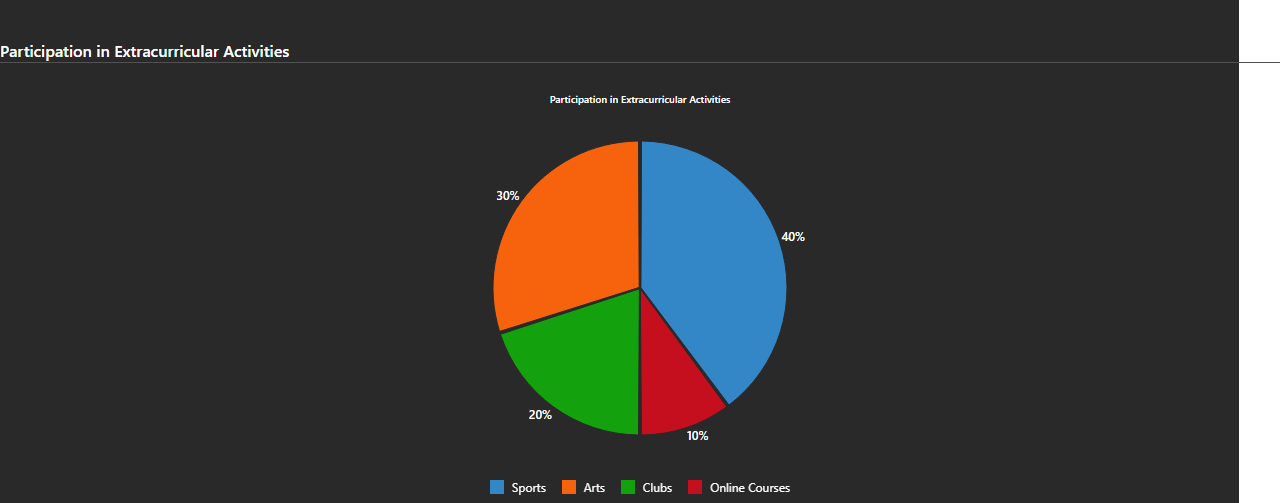 Participation in Extracurricular Activities
Participation in Extracurricular Activities
30%
40%
20%
10%
Sports Arts Clubs Online Courses